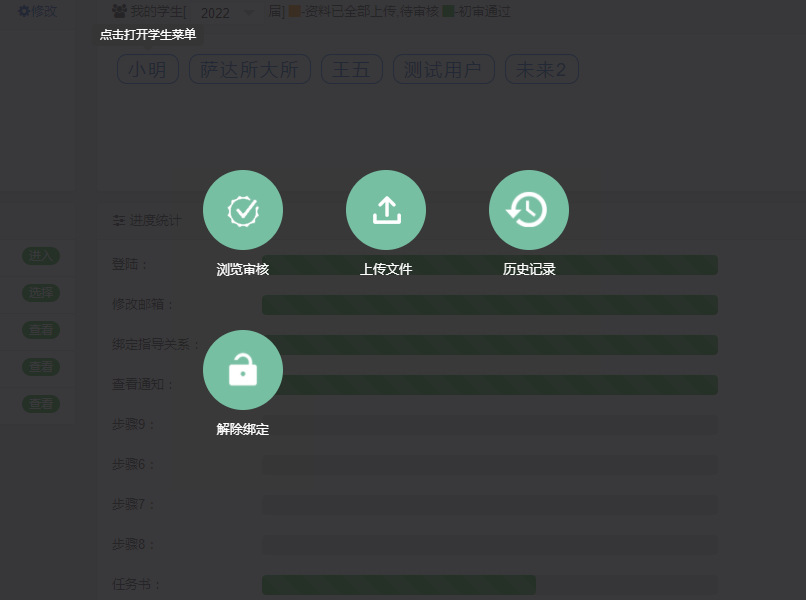 修改
我的学生[ 2022 届] -资料已全部上传,待审核 -初审通过
点击打开学生菜单
小明 萨达所大所 王五 测试用户 未来2
进度统计
浏览审核 上传文件 历史记录
进入
登陆：
选择
修改邮箱：
查看
绑定指导关系：
查看
查看通知：
查看
步骤9：
解除绑定
步骤6：
步骤7：
步骤8：
任务书：